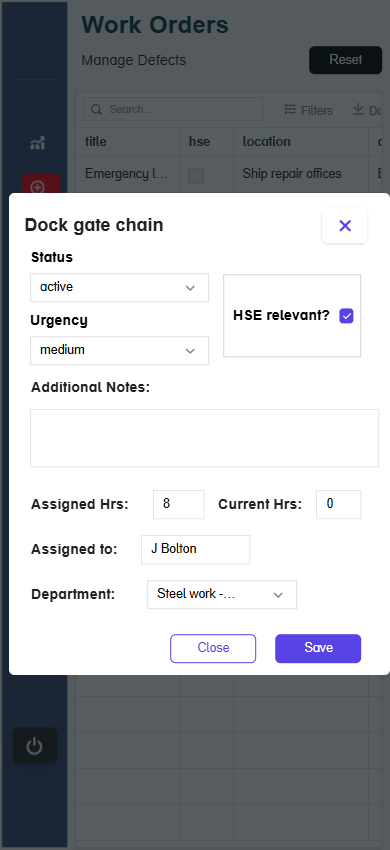 Work Orders
Manage Defects
Reset
Search...
Filters
title hse location
Emergency L... Ship repair offices
Dock gate chain
Status
active
HSE relevant?
Urgency
medium
Additional Notes:
Assigned Hrs: 8 Current Hrs: 0
Assigned to: J Bolton
Department: Steel work -...
Close Save